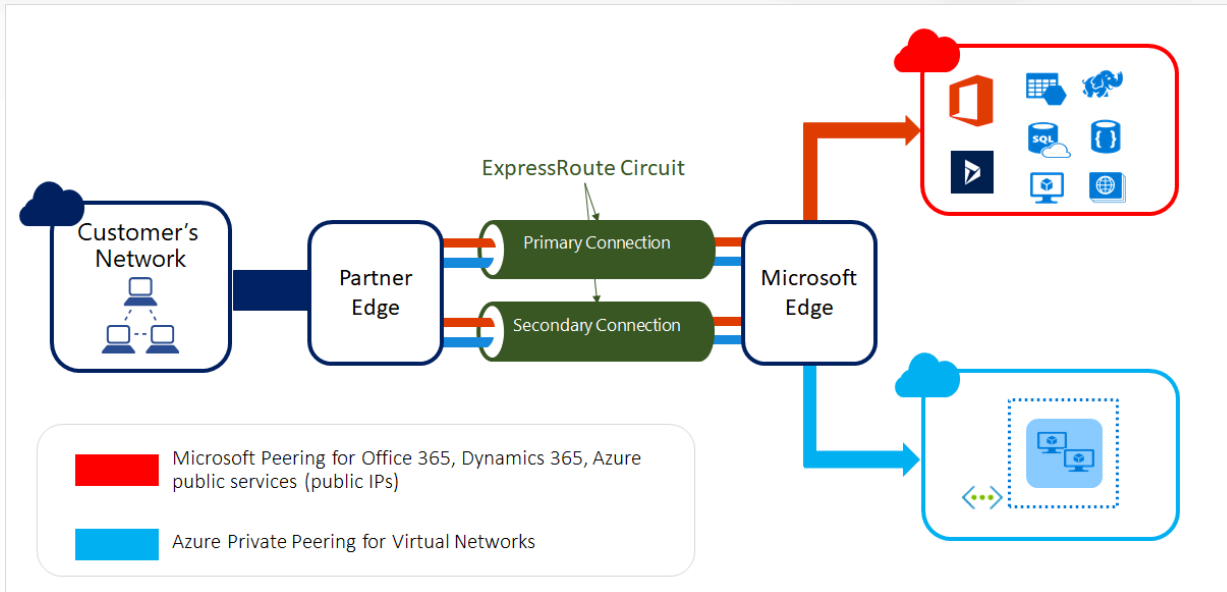 ExpressRoute Circuit
Customer's
Network
Partner
Edge
Primary Connection
Secondary Connection
Microsoft
Edge
SQL
Microsoft Peering for Office 365, Dynamics 365, Azure
public services (public IPs)
Azure Private Peering for Virtual Networks